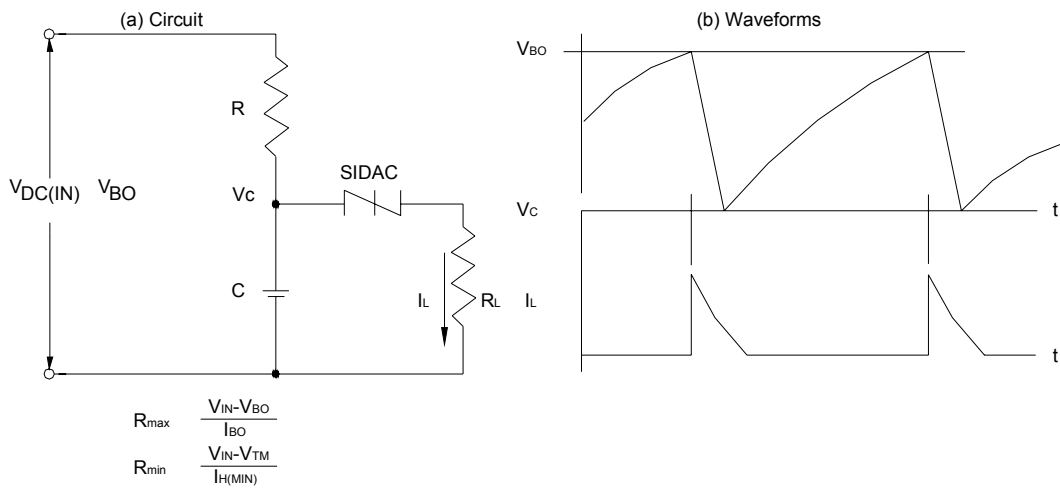 (a) Circuit
R
SIDAC
VDC(IN) VBO
Vc
C
IL
RL
Rmax VIN-VBO
IBO
Rmin VIN-VTM
IH(MIN)
(b) Waveforms
VBO
VC
t
IL
t